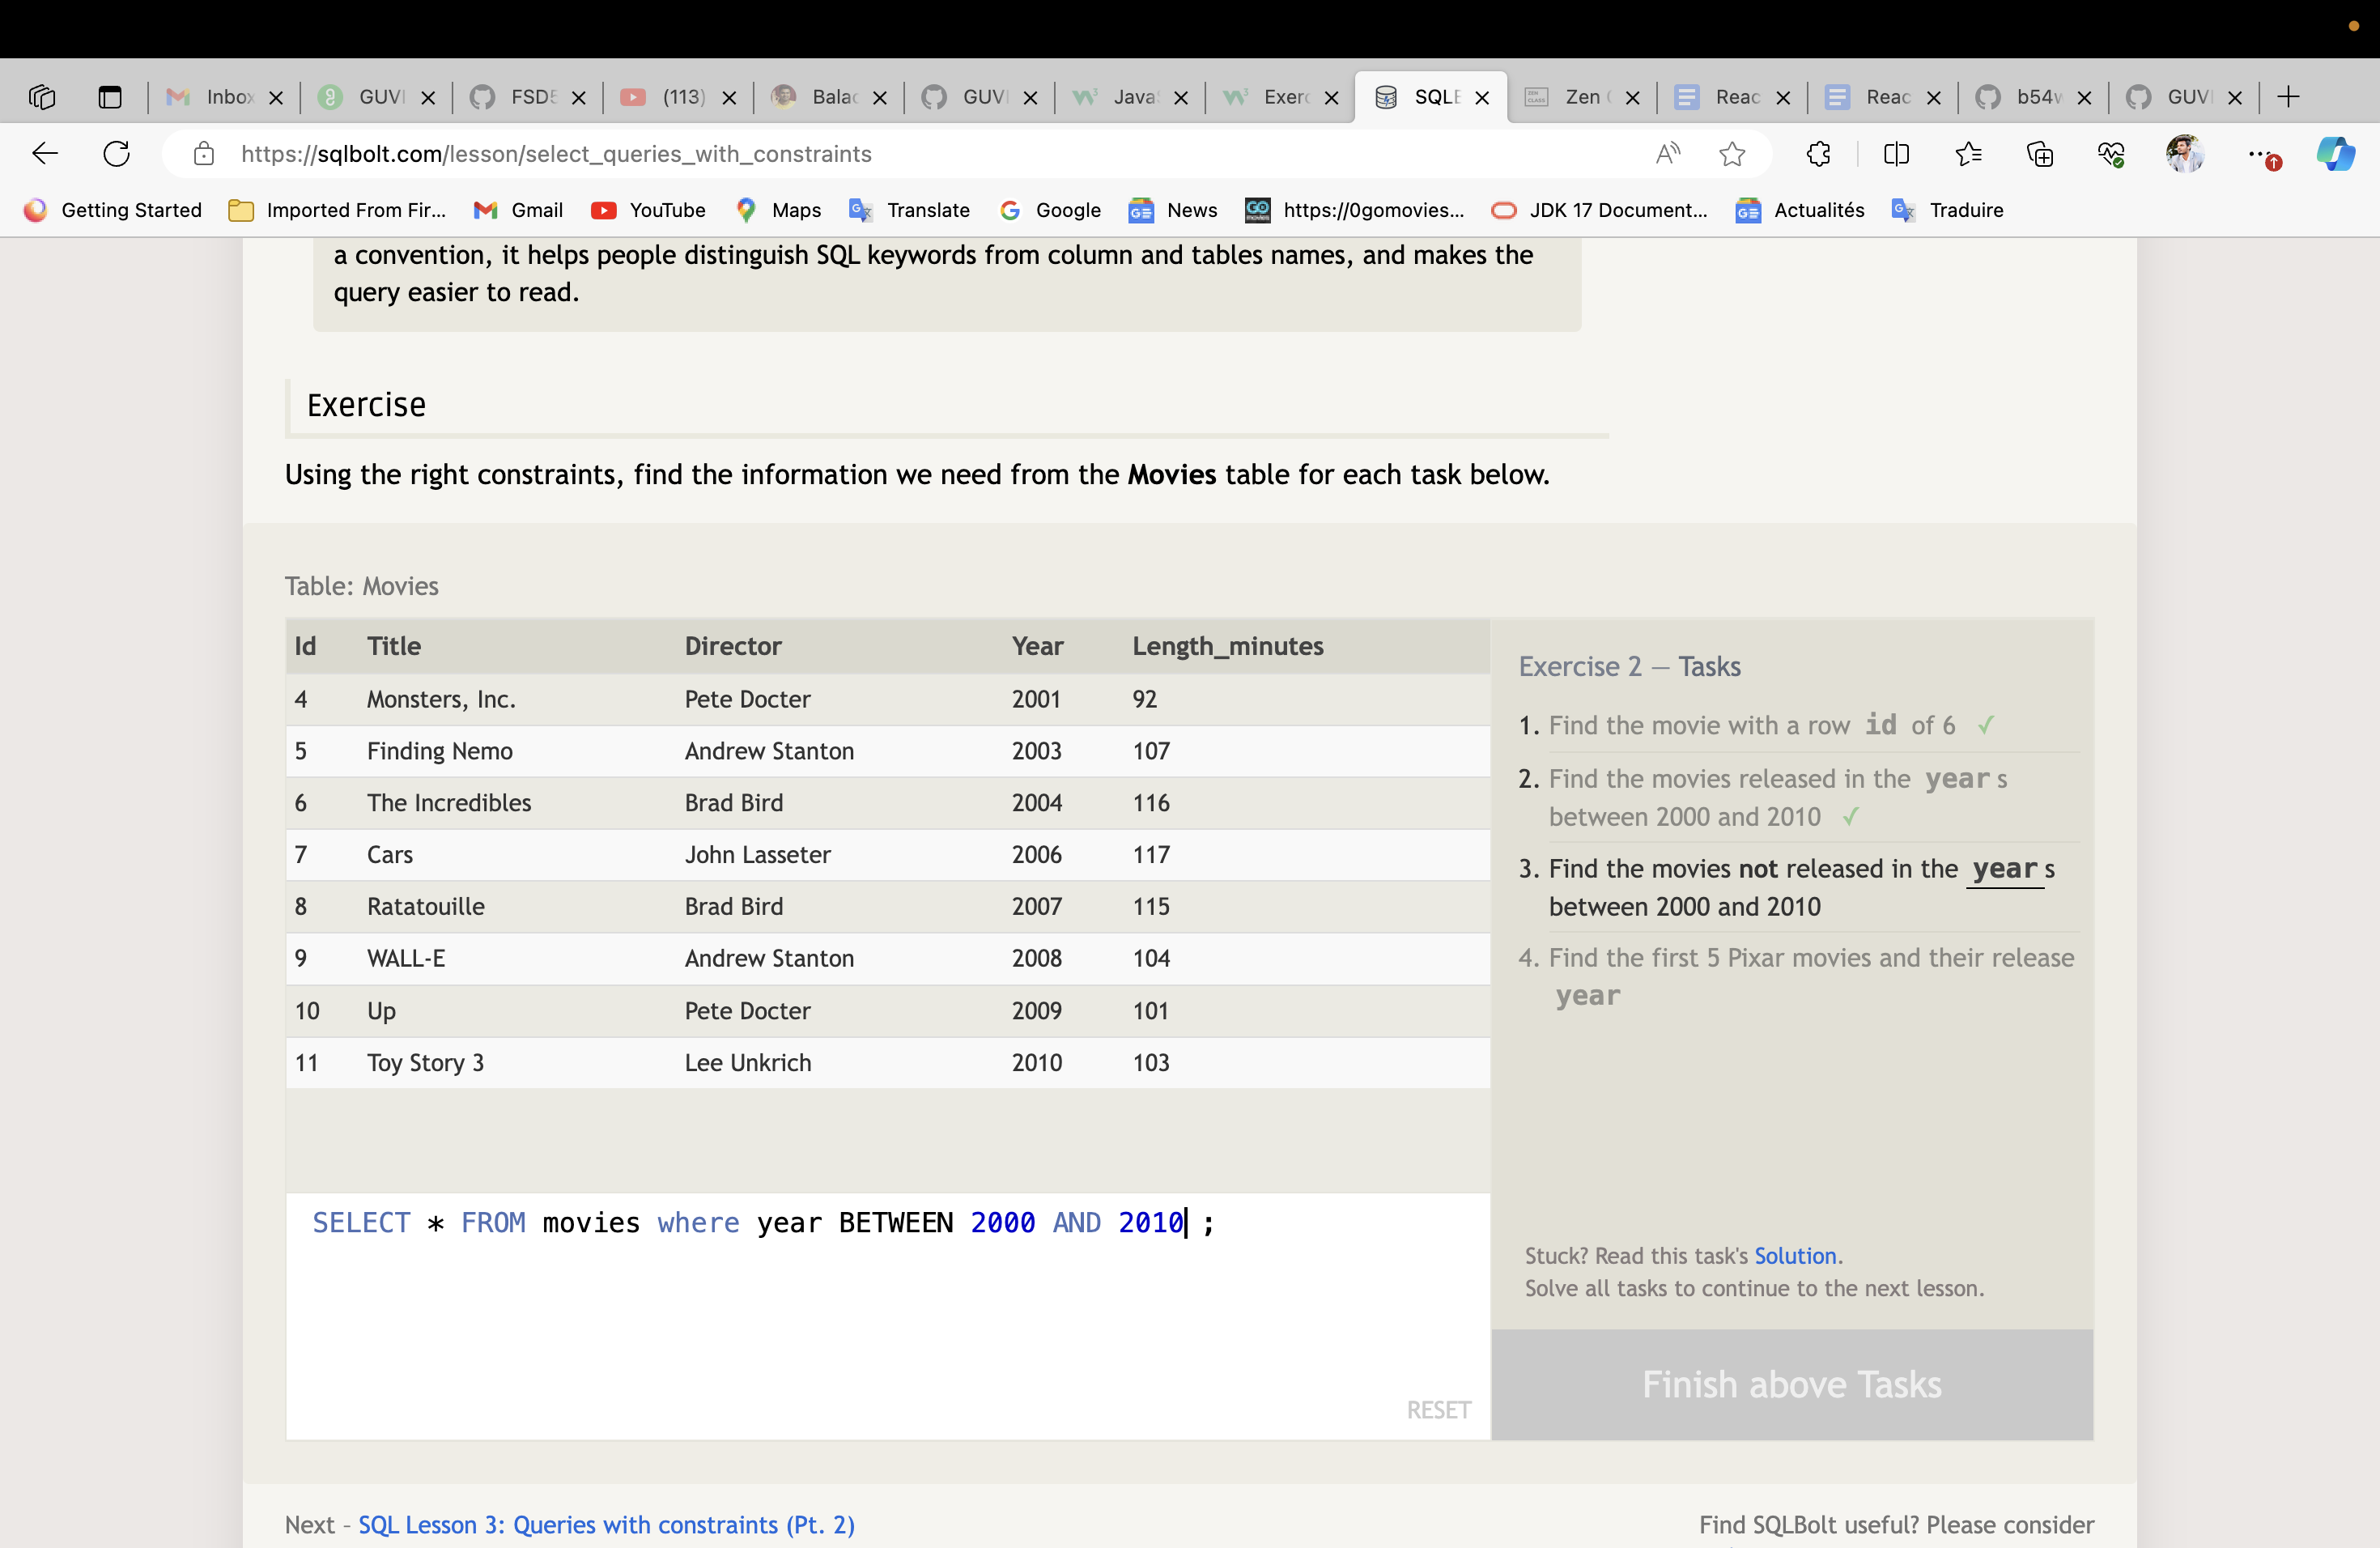 Inbox
GUVI
FSD5
(113)
Balac
GUVI
Java
Exerc
SQLB
Zen
Reac
Reac
b54w
GUVI
https://sqlbolt.com/lesson/select_queries_with_constraints
Getting Started Imported From Fir... Gmail YouTube Maps Translate Google News https://0gomovies... JDK 17 Document... Actualités Traduire
a convention, it helps people distinguish SQL keywords from column and tables names, and makes the
query easier to read.
Exercise
Using the right constraints, find the information we need from the Movies table for each task below.
Table: Movies
Id Title Director Year Length_minutes
4 Monsters, Inc. Pete Docter 2001 92
5 Finding Nemo Andrew Stanton 2003 107
6 The Incredibles Brad Bird 2004 116
7 Cars John Lasseter 2006 117
8 Ratatouille Brad Bird 2007 115
9 WALL-E Andrew Stanton 2008 104
10 Up Pete Docter 2009 101
11 Toy Story 3 Lee Unkrich 2010 103
SELECT * FROM movies where year BETWEEN 2000 AND 2010 ;
RESET
Exercise 2 — Tasks
1. Find the movie with a row id of 6 ✓
2. Find the movies released in the year s
between 2000 and 2010 ✓
3. Find the movies not released in the year s
between 2000 and 2010
4. Find the first 5 Pixar movies and their release
year
Stuck? Read this task's Solution.
Solve all tasks to continue to the next lesson.
Finish above Tasks
Next – SQL Lesson 3: Queries with constraints (Pt. 2)
Find SQLBolt useful? Please consider